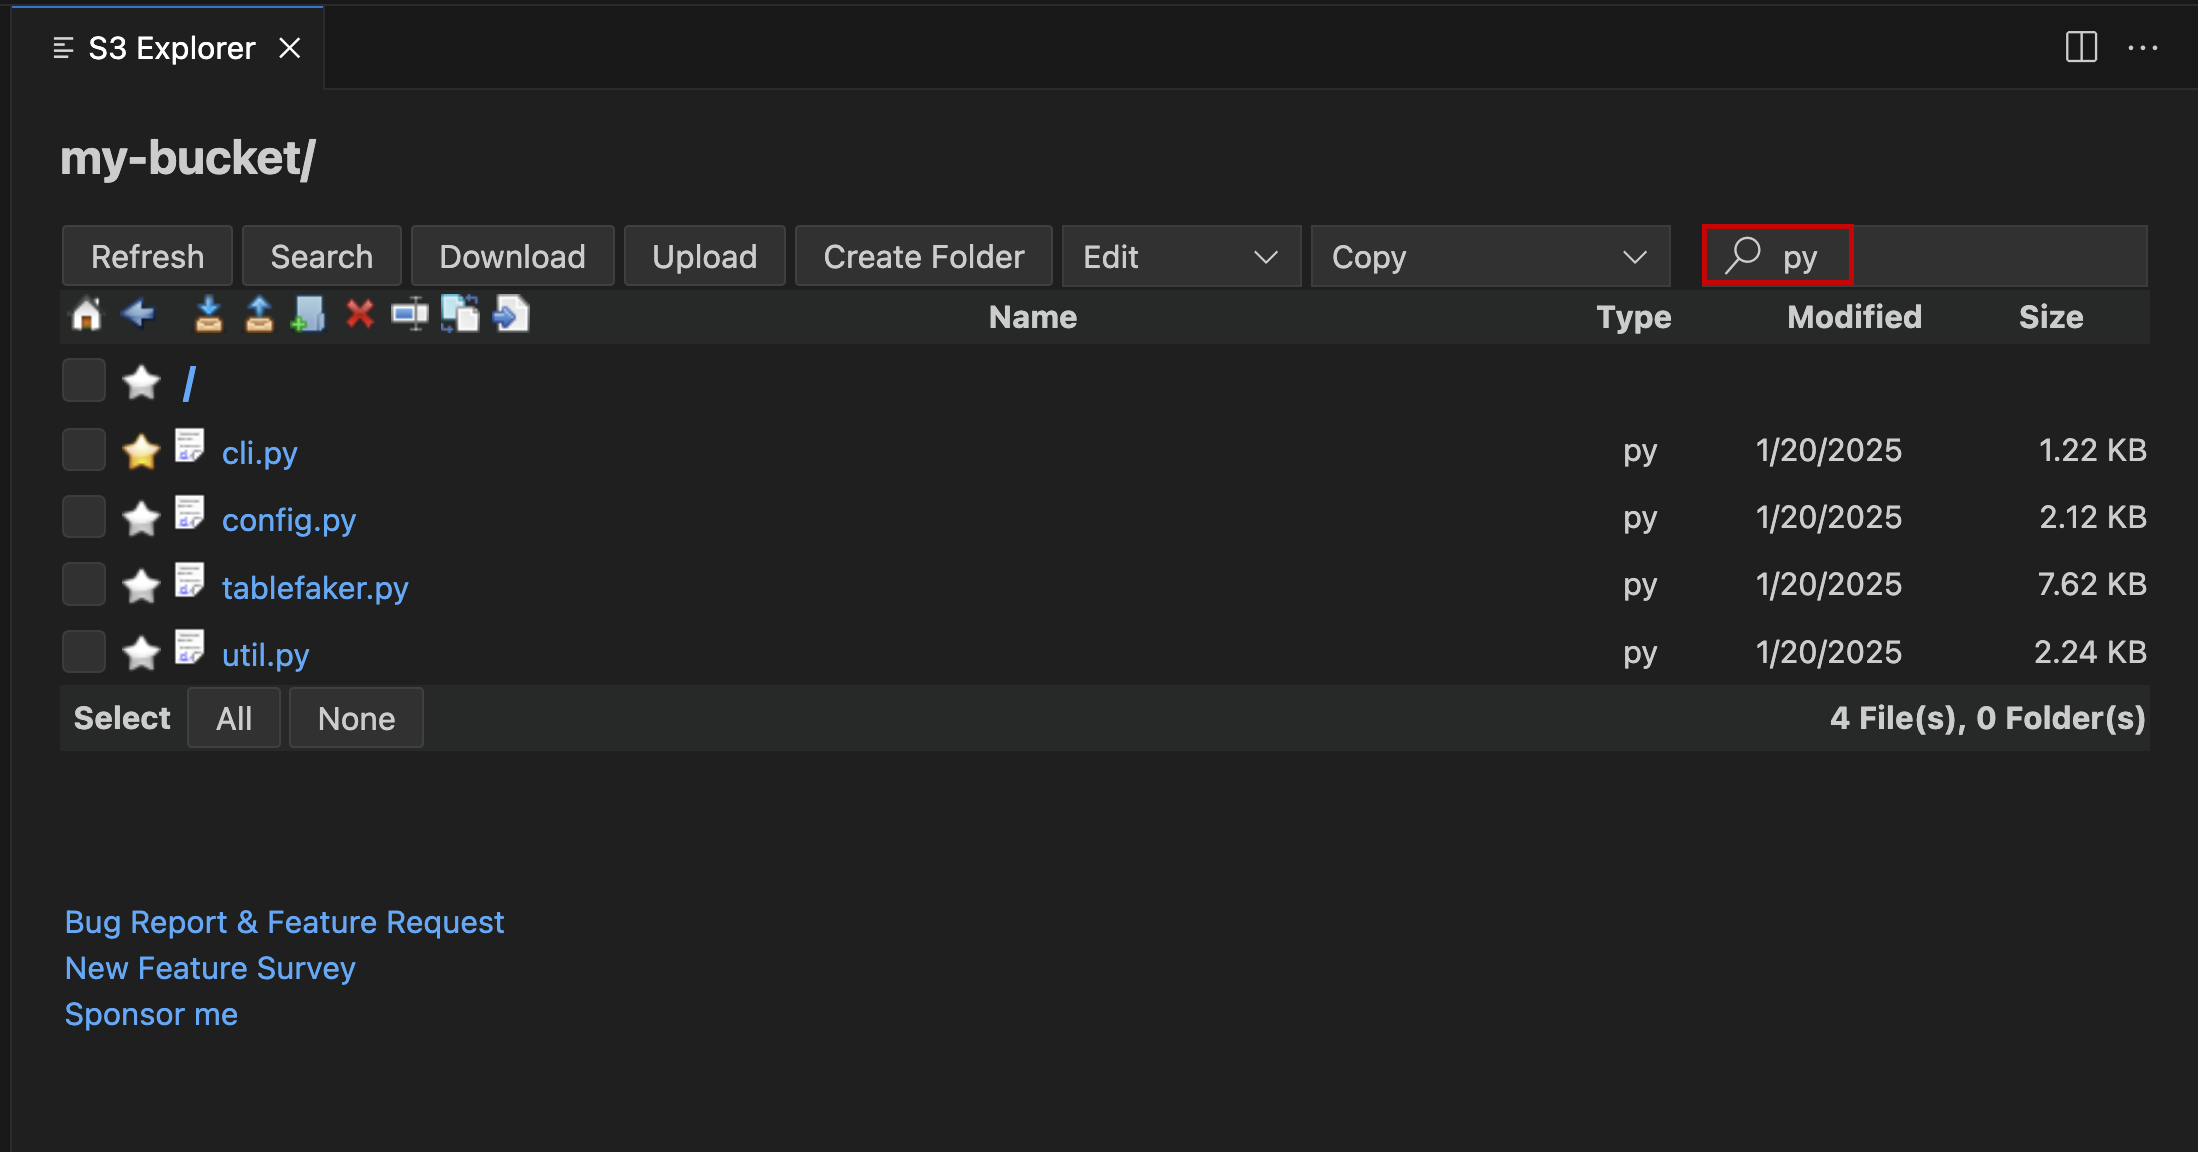 S3 Explorer
my-bucket/
Refresh Search Download Upload Create Folder Edit Copy py
Name Type Modified Size
/
cli.py py 1/20/2025 1.22 KB
config.py py 1/20/2025 2.12 KB
tablefaker.py py 1/20/2025 7.62 KB
util.py py 1/20/2025 2.24 KB
Select All None 4 File(s), 0 Folder(s)
Bug Report & Feature Request
New Feature Survey
Sponsor me